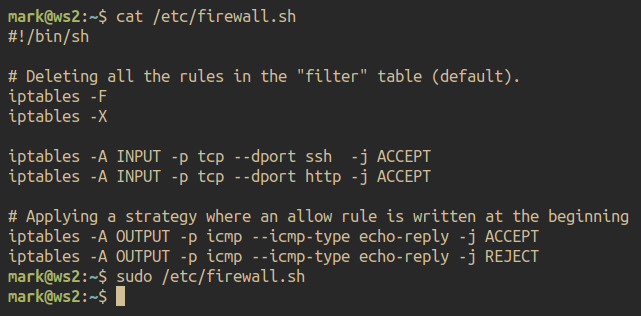 mark@ws2:~$ cat /etc/firewall.sh
#!/bin/sh
# Deleting all the rules in the "filter" table (default).
iptables -F
iptables -X
iptables -A INPUT -p tcp --dport ssh  -j ACCEPT
iptables -A INPUT -p tcp --dport http -j ACCEPT
# Applying a strategy where an allow rule is written at the beginning
iptables -A OUTPUT -p icmp --icmp-type echo-reply -j ACCEPT
iptables -A OUTPUT -p icmp --icmp-type echo-reply -j REJECT
mark@ws2:~$ sudo /etc/firewall.sh
mark@ws2:~$